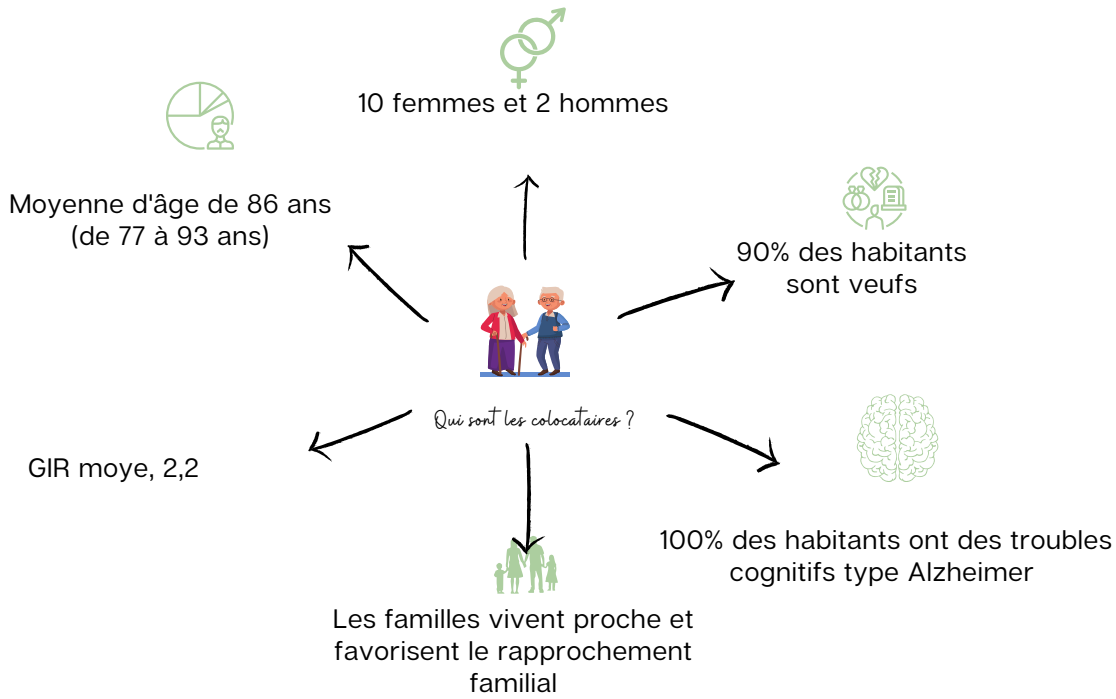 10 femmes et 2 hommes
Moyenne d'âge de 86 ans
(de 77 à 93 ans)
90% des habitants
sont veufs
Qui sont les colocataires ?
GIR moye, 2,2
100% des habitants ont des troubles
cognitifs type Alzheimer
Les familles vivent proche et
favorisent le rapprochement
familial